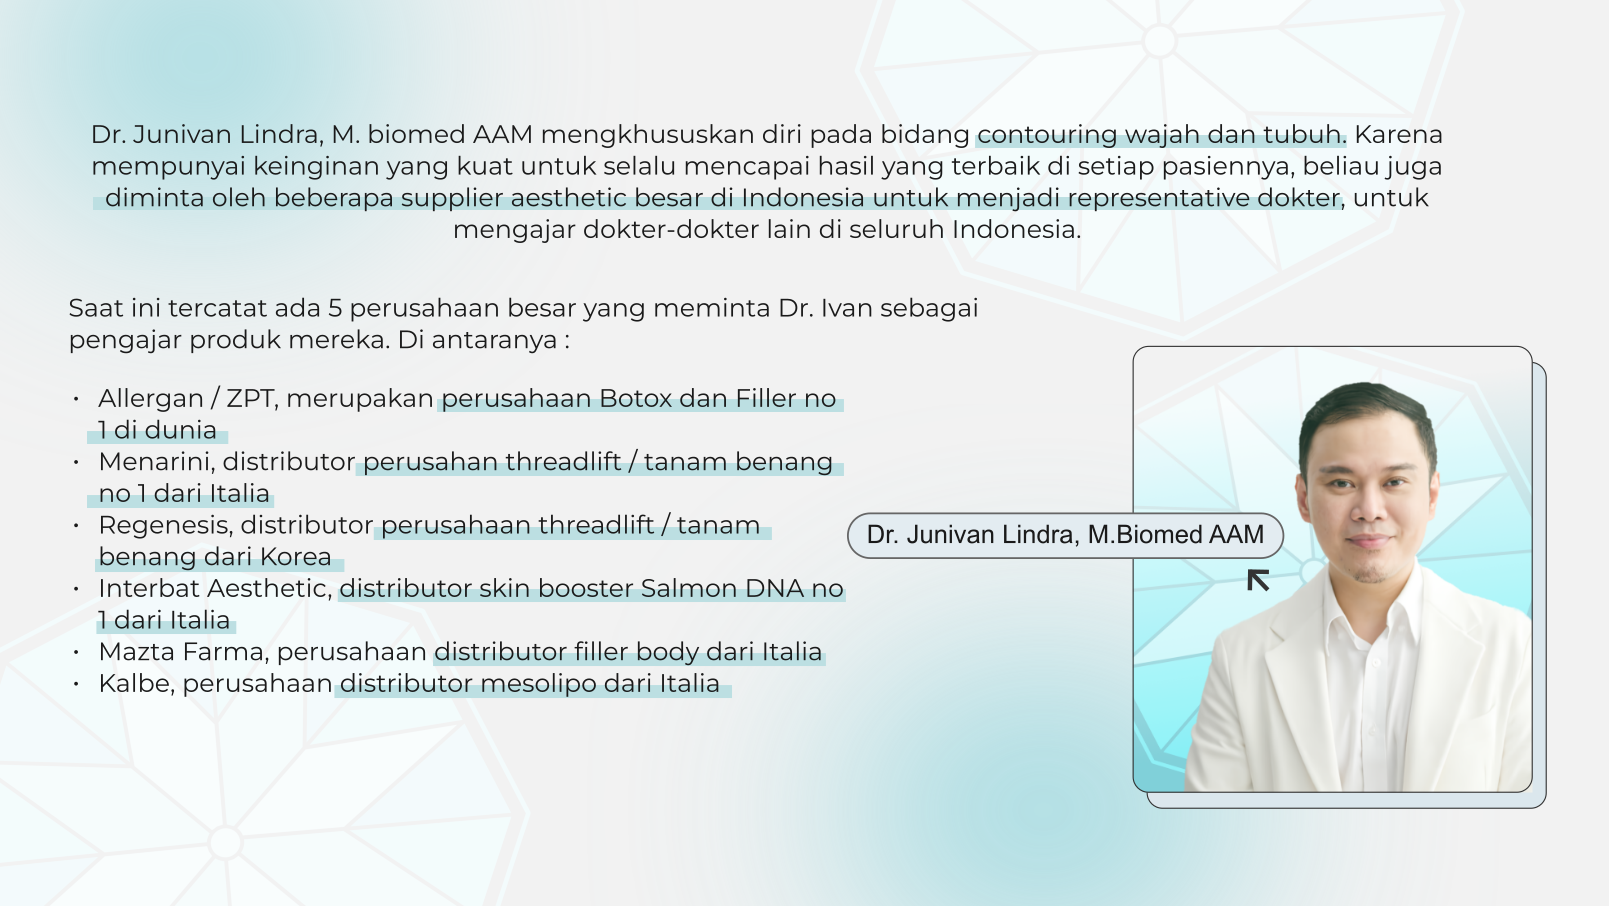 Dr. Junivan Lindra, M. biomed AAM mengkhususkan diri pada bidang contouring wajah dan tubuh. Karena
mempunyai keinginan yang kuat untuk selalu mencapai hasil yang terbaik di setiap pasiennya, beliau juga
diminta oleh beberapa supplier aesthetic besar di Indonesia untuk menjadi representative dokter, untuk
mengajar dokter-dokter lain di seluruh Indonesia.
Saat ini tercatat ada 5 perusahaan besar yang meminta Dr. Ivan sebagai
pengajar produk mereka. Di antaranya :
• Allergan / ZPT, merupakan perusahaan Botox dan Filler no
1 di dunia
• Menarini, distributor perusahan threadlift / tanam benang
no 1 dari Italia
• Regenesis, distributor perusahaan threadlift / tanam
benang dari Korea
• Interbat Aesthetic, distributor skin booster Salmon DNA no
1 dari Italia
• Mazta Farma, perusahaan distributor filler body dari Italia
• Kalbe, perusahaan distributor mesolipo dari Italia
Dr. Junivan Lindra, M.Biomed AAM